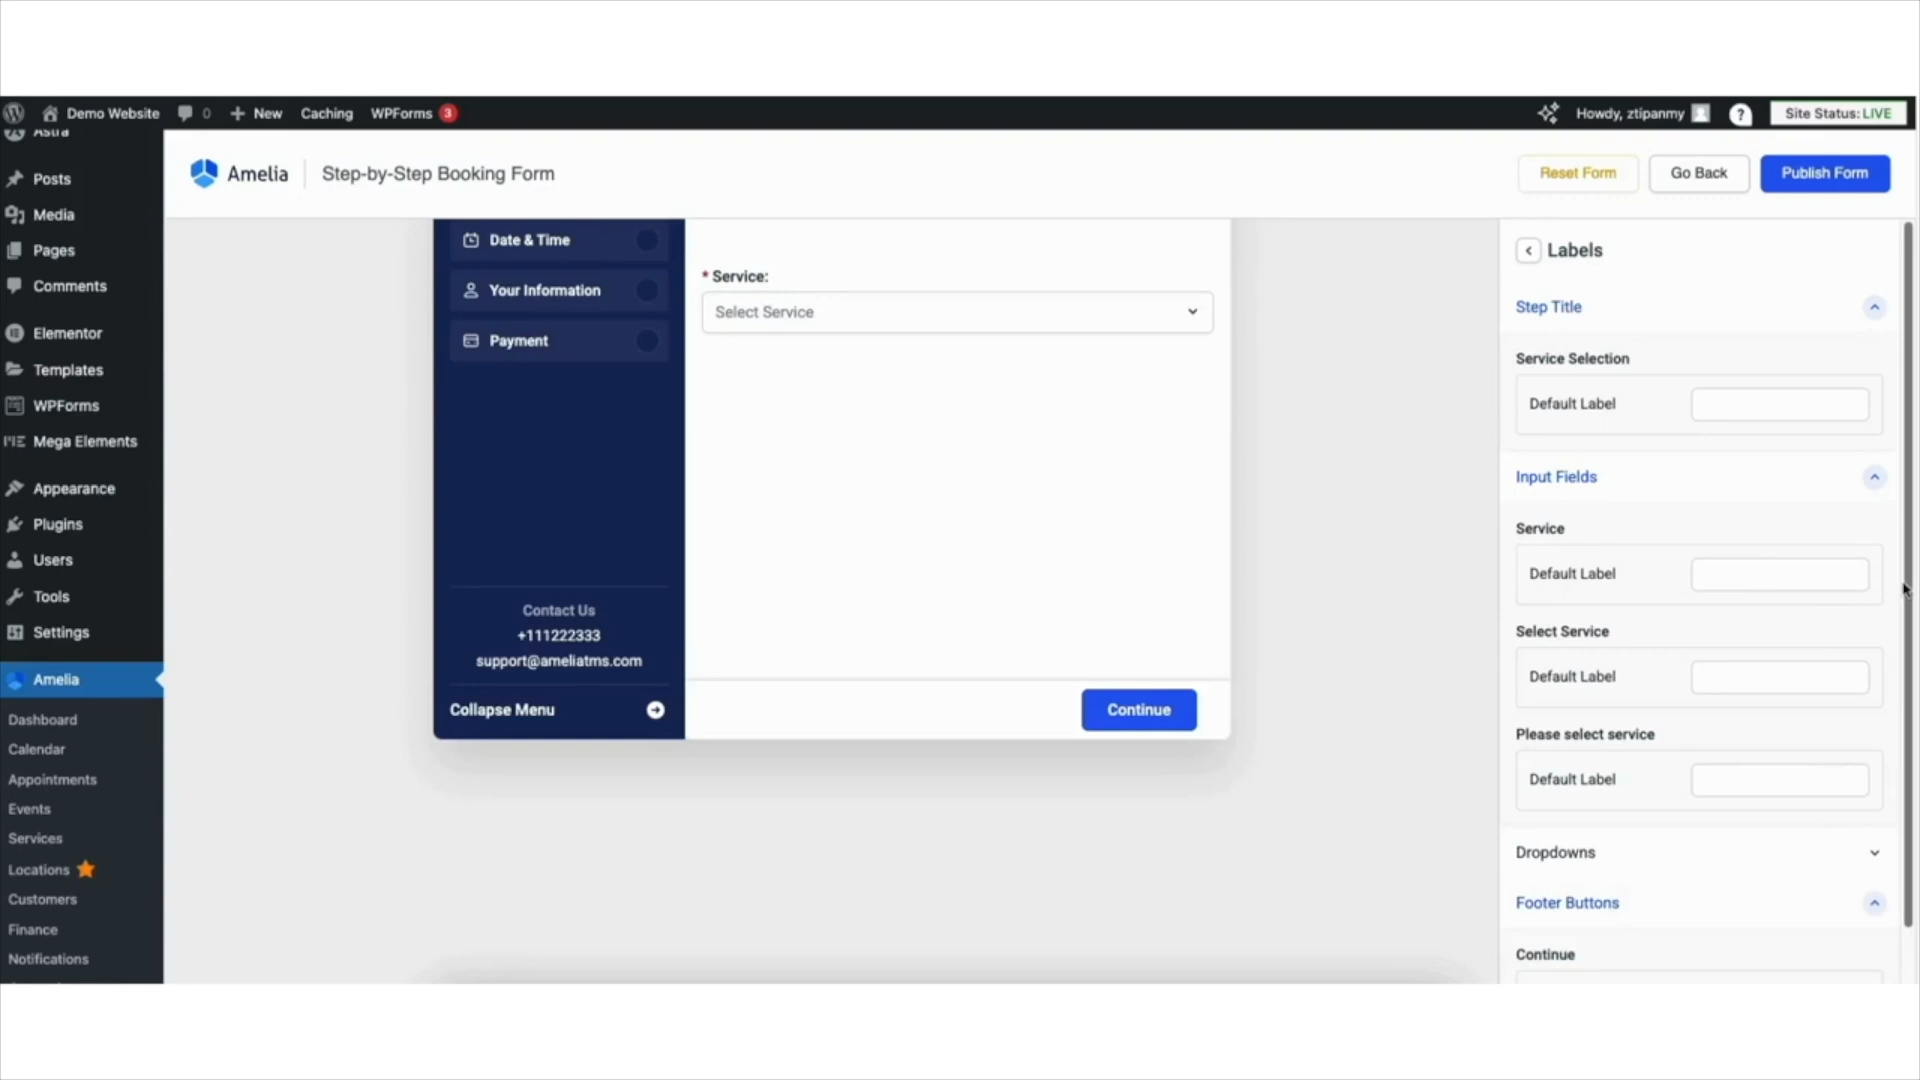 Demo Website
0
New
Caching
WPForms
3
Howdy, ztipanmy
?
Site Status: LIVE
Astra
Posts
Media
Pages
Comments
Elementor
Templates
WPForms
Mega Elements
Appearance
Plugins
Users
Tools
Settings
Amelia
Dashboard
Calendar
Appointments
Events
Services
Locations
Customers
Finance
Notifications
Amelia
Step-by-Step Booking Form
Reset Form
Go Back
Publish Form
Date & Time
Your Information
Payment
Contact Us
+111222333
support@ameliatms.com
Collapse Menu
* Service:
Select Service
Continue
Labels
Step Title
Service Selection
Default Label
Input Fields
Service
Default Label
Select Service
Default Label
Please select service
Default Label
Dropdowns
Footer Buttons
Continue